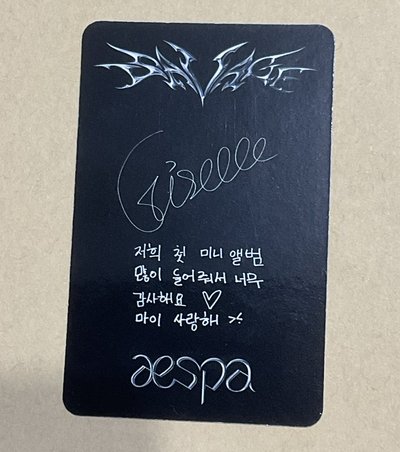 SAVAGE
Giselle
저희 첫 미니 앨범
많이 들어줘서 너무
감사해요 ♡
마이 사랑해 >.<
aespa